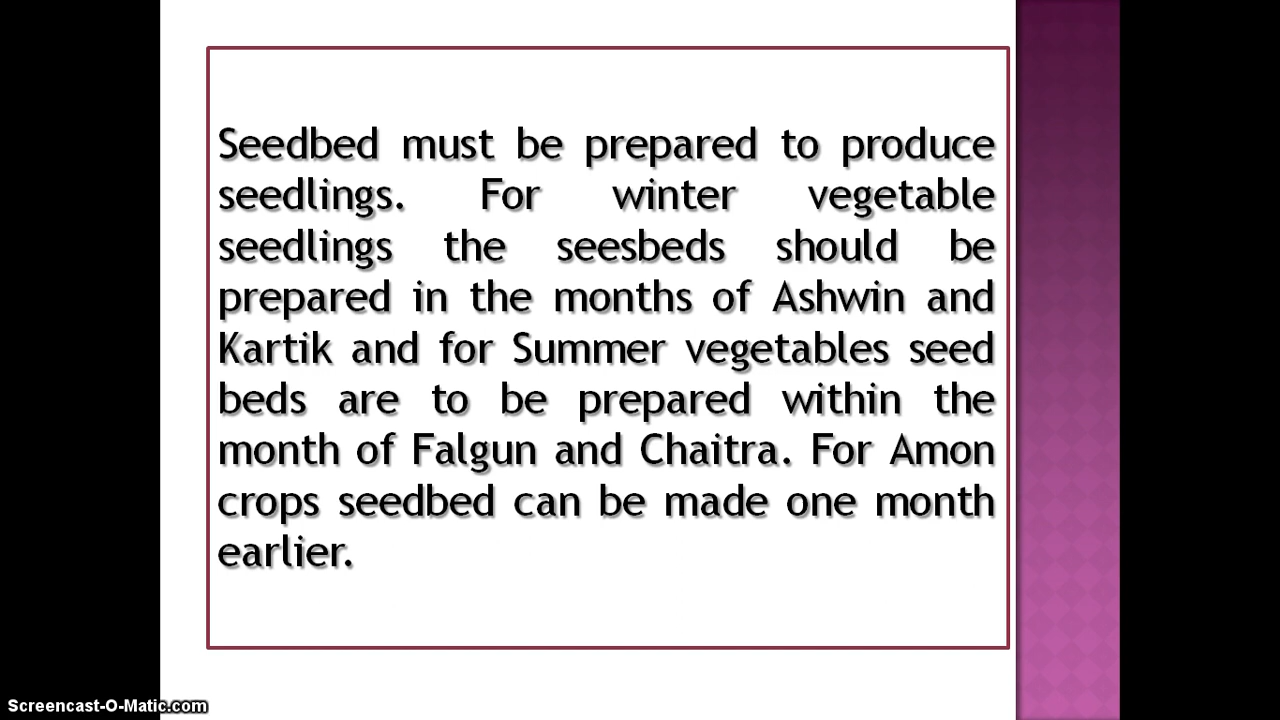 Seedbed must be prepared to produce
seedlings. For winter vegetable
seedlings the seesbeds should be
prepared in the months of Ashwin and
Kartik and for Summer vegetables seed
beds are to be prepared within the
month of Falgun and Chaitra. For Amon
crops seedbed can be made one month
earlier.
Screencast-O-Matic.com